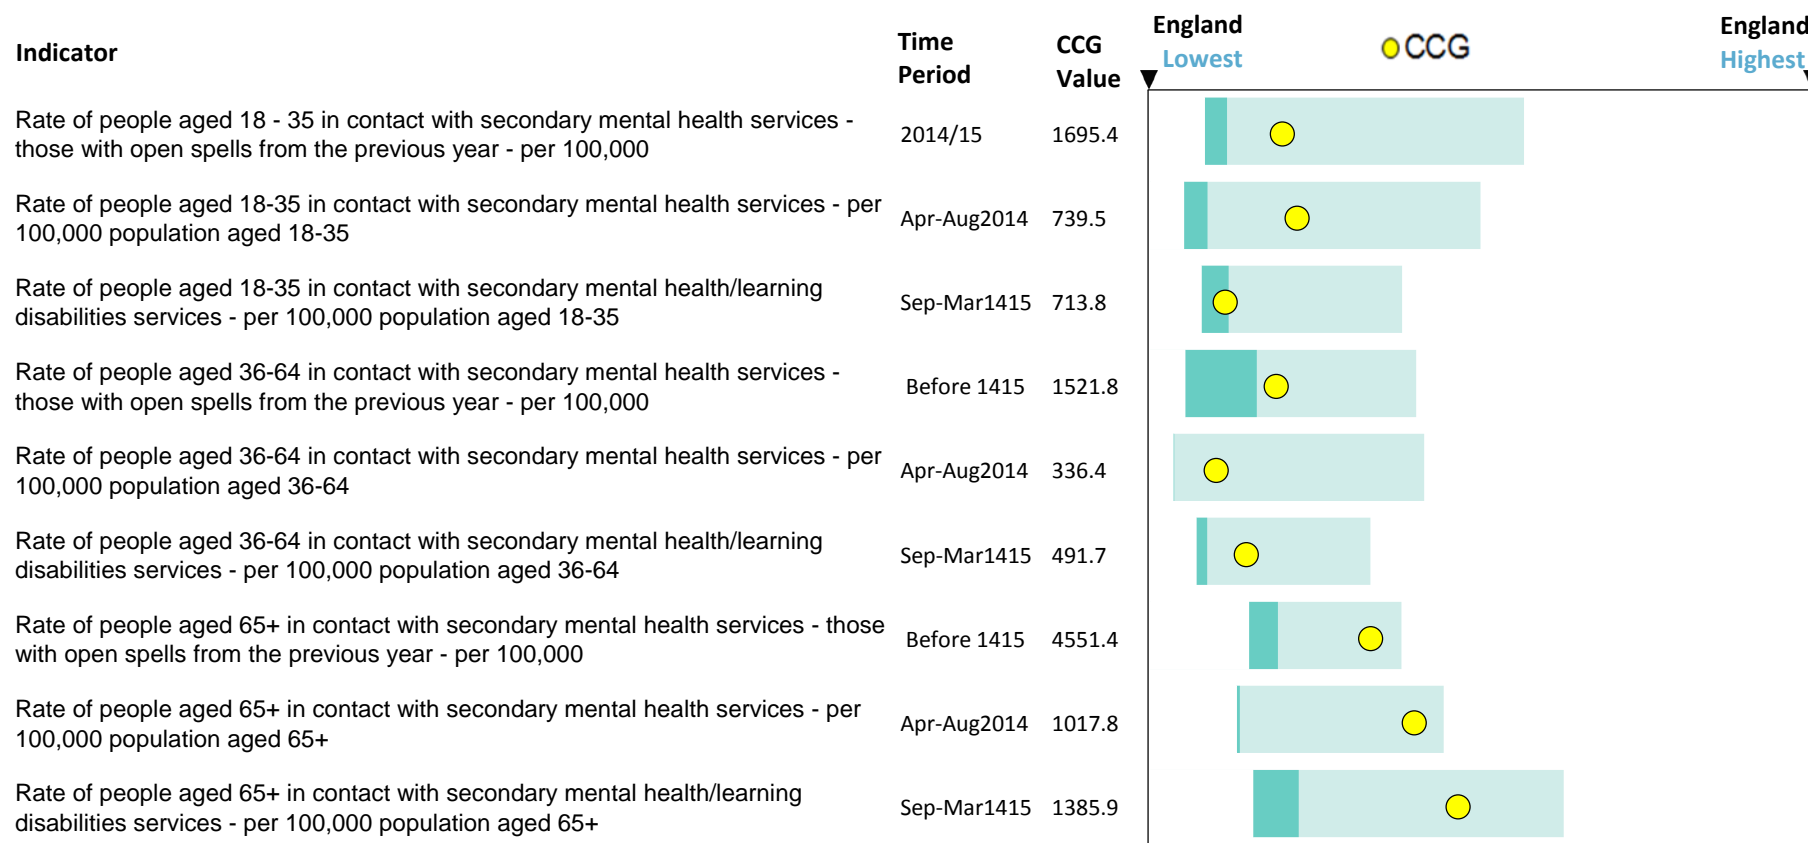 Indicator
Time
Period
CCG
Value
England
Lowest
CCG
England
Highest
Rate of people aged 18 - 35 in contact with secondary mental health services -
those with open spells from the previous year - per 100,000
2014/15
1695.4
Rate of people aged 18-35 in contact with secondary mental health services - per
100,000 population aged 18-35
Apr-Aug2014
739.5
Rate of people aged 18-35 in contact with secondary mental health/learning
disabilities services - per 100,000 population aged 18-35
Sep-Mar1415
713.8
Rate of people aged 36-64 in contact with secondary mental health services -
those with open spells from the previous year - per 100,000
Before 1415
1521.8
Rate of people aged 36-64 in contact with secondary mental health services - per
100,000 population aged 36-64
Apr-Aug2014
336.4
Rate of people aged 36-64 in contact with secondary mental health/learning
disabilities services - per 100,000 population aged 36-64
Sep-Mar1415
491.7
Rate of people aged 65+ in contact with secondary mental health services - those
with open spells from the previous year - per 100,000
Before 1415
4551.4
Rate of people aged 65+ in contact with secondary mental health services - per
100,000 population aged 65+
Apr-Aug2014
1017.8
Rate of people aged 65+ in contact with secondary mental health/learning
disabilities services - per 100,000 population aged 65+
Sep-Mar1415
1385.9